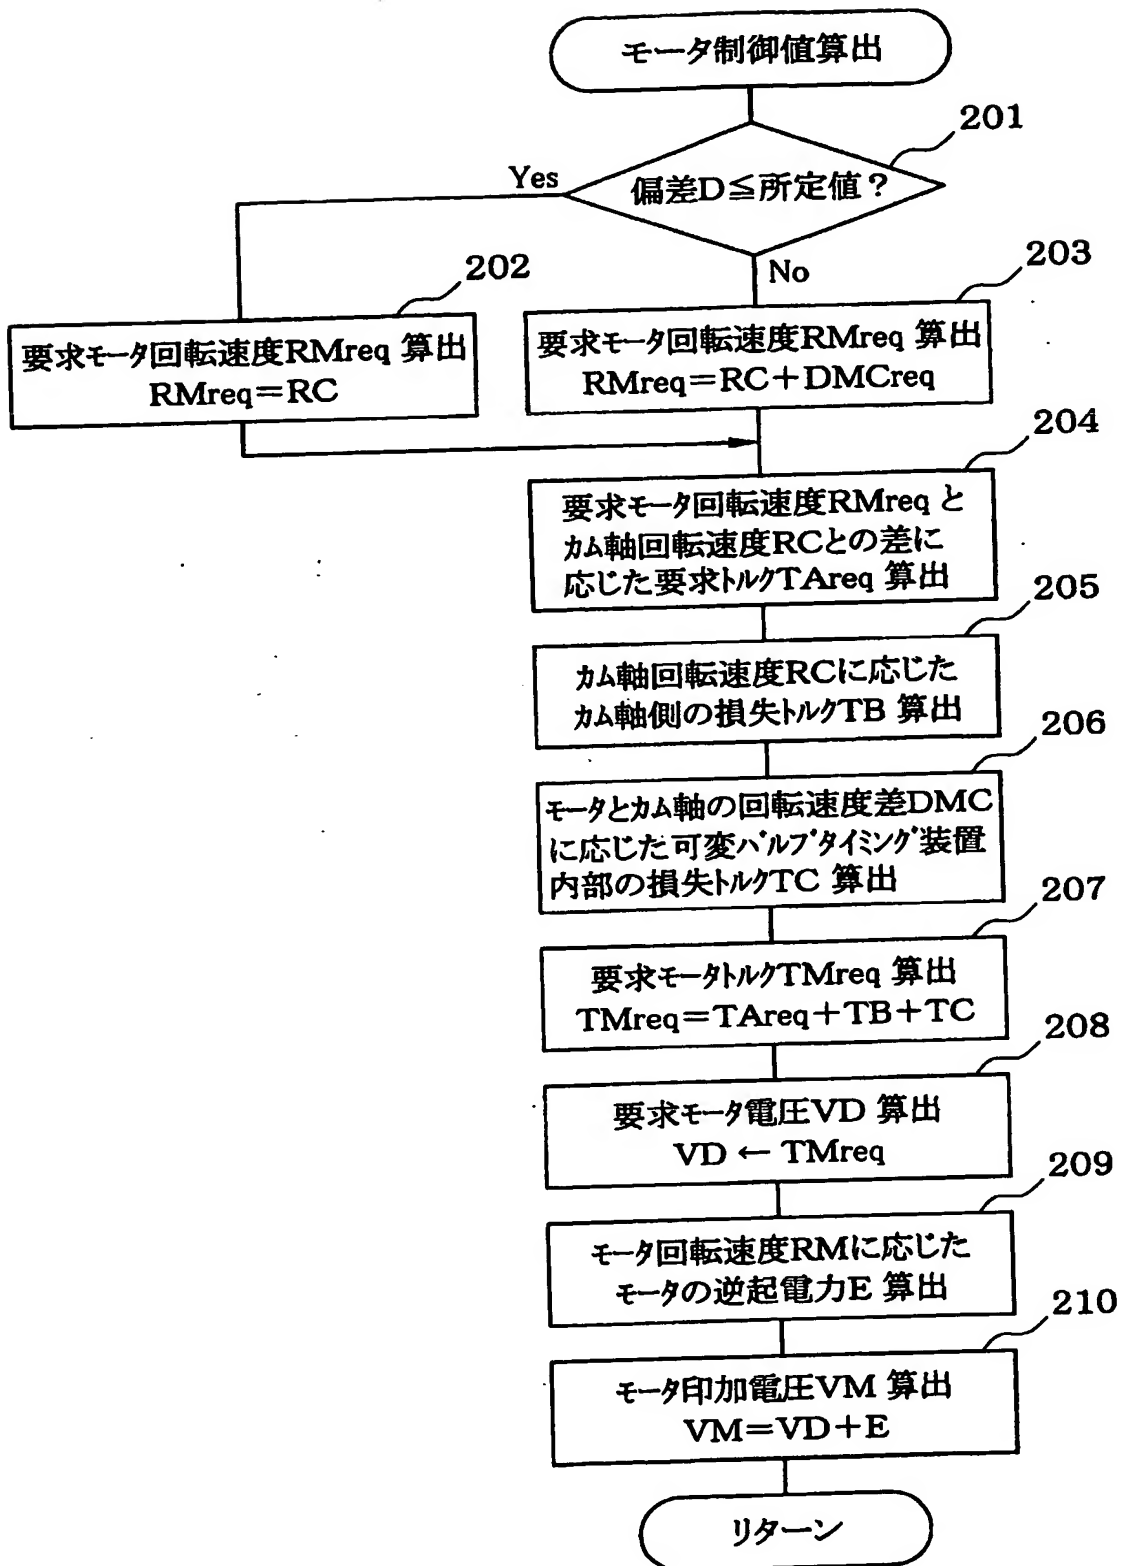 モータ制御値算出
201
偏差D≦所定値?
Yes
No
202
要求モータ回転速度RMreq 算出
RMreq=RC
203
要求モータ回転速度RMreq 算出
RMreq=RC+DMCreq
204
要求モータ回転速度RMreq と
カム軸回転速度RCとの差に
応じた要求トルクTAreq 算出
205
カム軸回転速度RCに応じた
カム軸側の損失トルクTB 算出
206
モータとカム軸の回転速度差DMC
に応じた可変バルブタイミング装置
内部の損失トルクTC 算出
207
要求モータトルクTMreq 算出
TMreq=TAreq+TB+TC
208
要求モータ電圧VD 算出
VD ← TMreq
209
モータ回転速度RMに応じた
モータの逆起電力E 算出
210
モータ印加電圧VM 算出
VM=VD+E
リターン